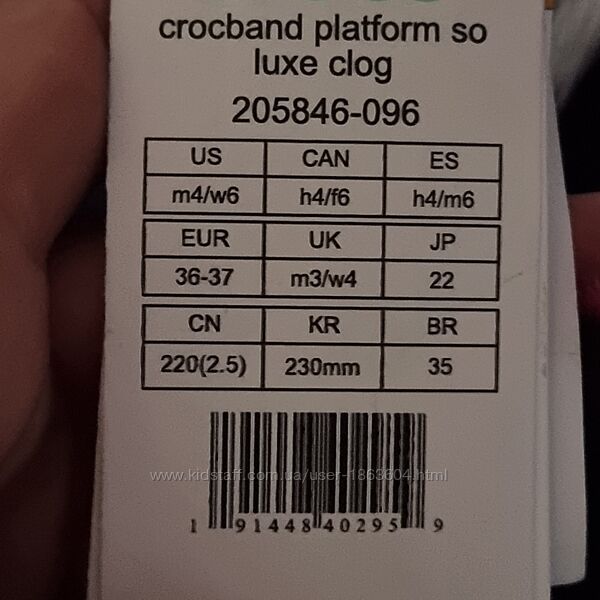 crocband platform so
luxe clog
205846-096
US CAN ES
m4/w6 h4/f6 h4/m6
EUR UK JP
36-37 m3/w4 22
CN KR BR
220(2.5) 230mm 35
www.kidstaff.com.ua/user-1863604.html
1 91448 40295 9